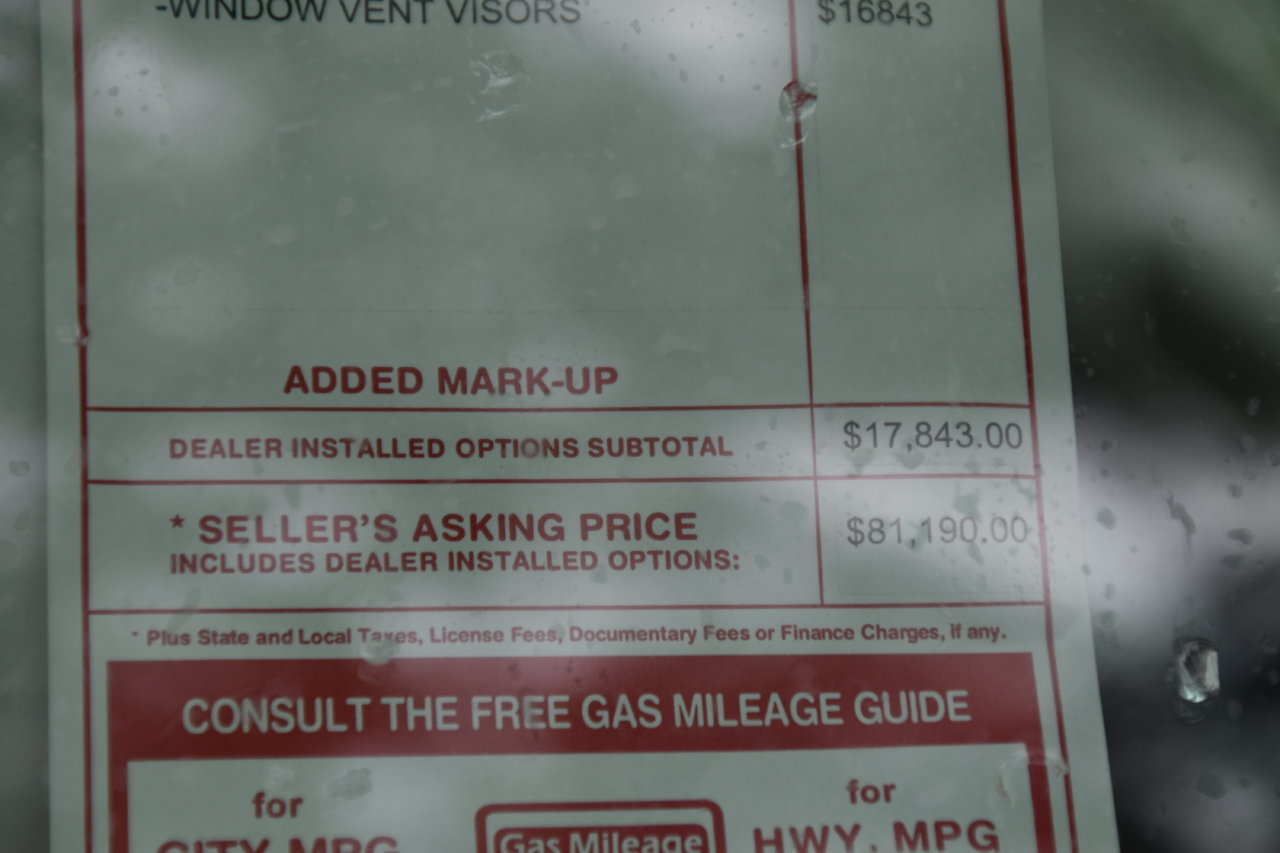 -WINDOW VENT VISORS $16843
ADDED MARK-UP
DEALER INSTALLED OPTIONS SUBTOTAL $17,843.00
* SELLER'S ASKING PRICE $81,190.00
INCLUDES DEALER INSTALLED OPTIONS:
* Plus State and Local Taxes, License Fees, Documentary Fees or Finance Charges, if any.
CONSULT THE FREE GAS MILEAGE GUIDE
for for
CITY MPG Gas Mileage HWY. MPG